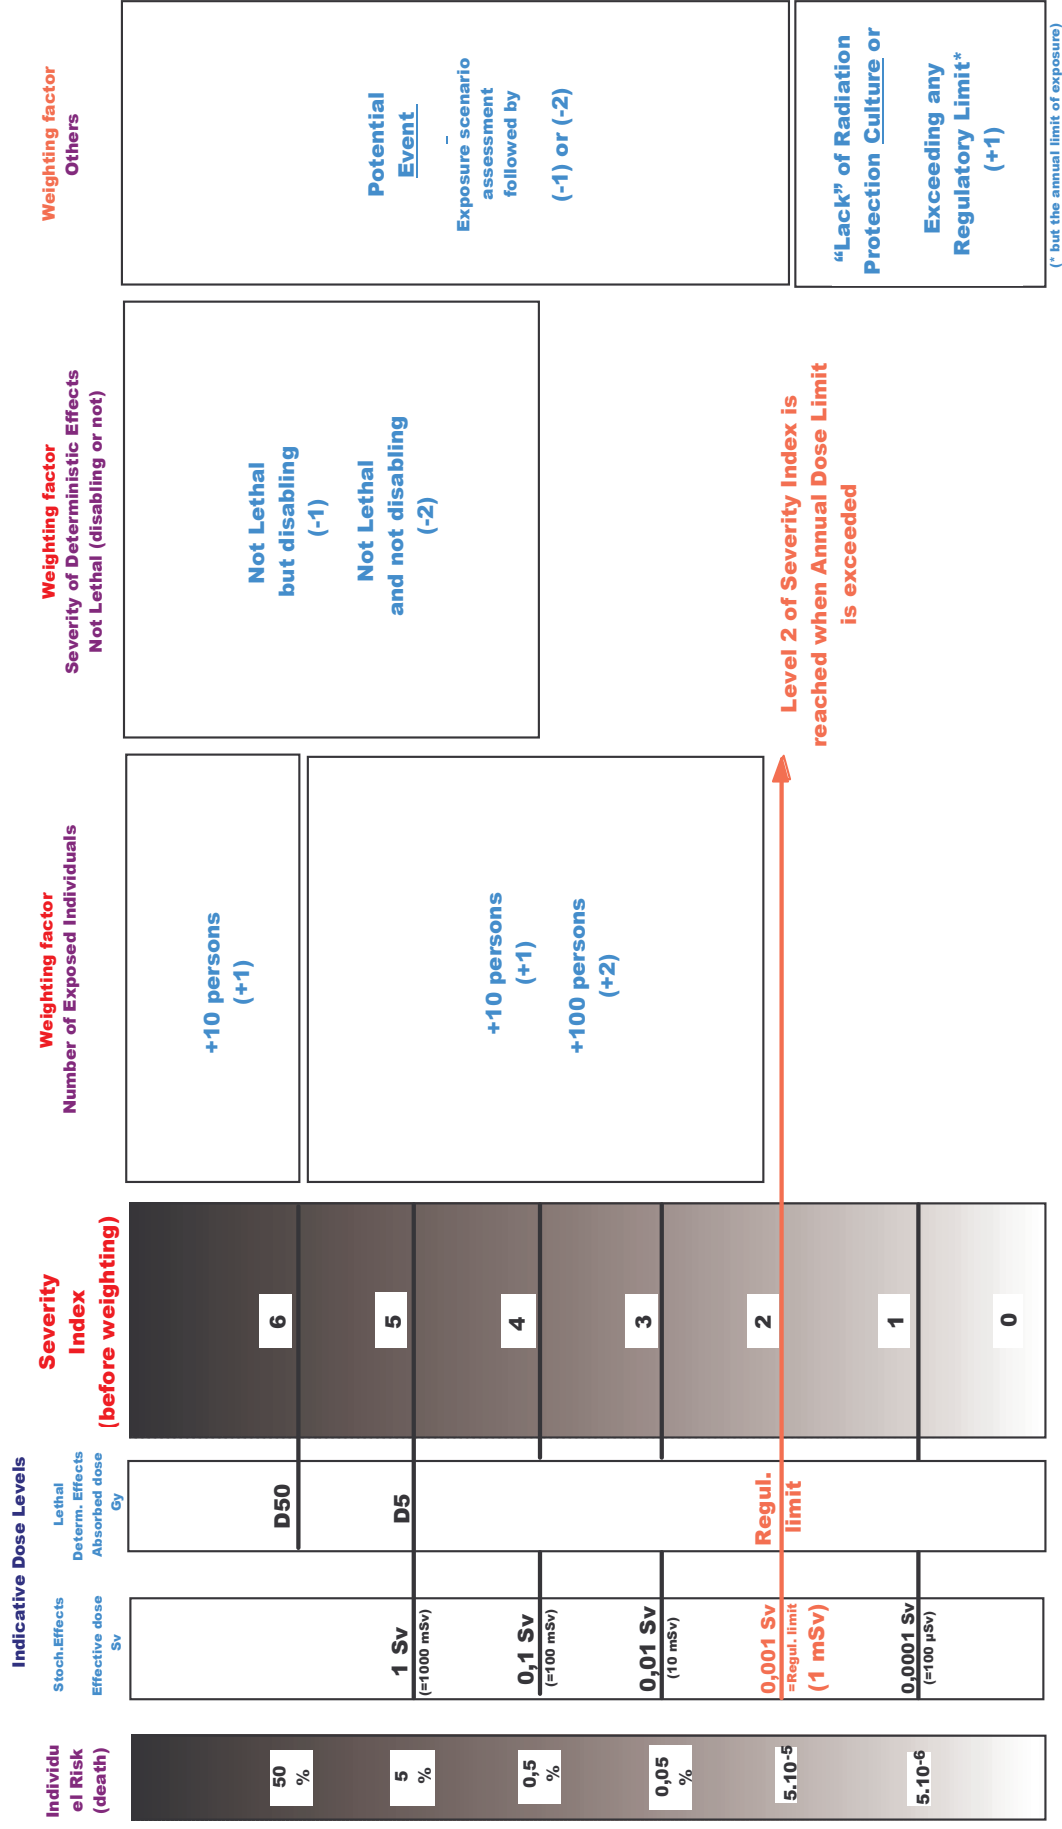 Individu
el Risk
(death)
50
%
5
%
0,5
%
0,05
%
5.10-5
5.10-6
Indicative Dose Levels
Stoch.Effects
Effective dose
Sv
1 Sv
(=1000 mSv)
0,1 Sv
(=100 mSv)
0,01 Sv
(10 mSv)
0,001 Sv
=Regul. limit
(1 mSv)
0,0001 Sv
(=100 µSv)
Lethal
Determ. Effects
Absorbed dose
Gy
D50
D5
Regul.
limit
Severity
Index
(before weighting)
6
5
4
3
2
1
0
Weighting factor
Number of Exposed Individuals
+10 persons
(+1)
+10 persons
(+1)
+100 persons
(+2)
Weighting factor
Severity of Deterministic Effects
Not Lethal (disabling or not)
Not Lethal
but disabling
(-1)
Not Lethal
and not disabling
(-2)
Level 2 of Severity Index is
reached when Annual Dose Limit
is exceeded
Weighting factor
Others
Potential
Event
-
Exposure scenario
assessment
followed by
(-1) or (-2)
“Lack” of Radiation
Protection Culture or
Exceeding any
Regulatory Limit*
(+1)
(* but the annual limit of exposure)